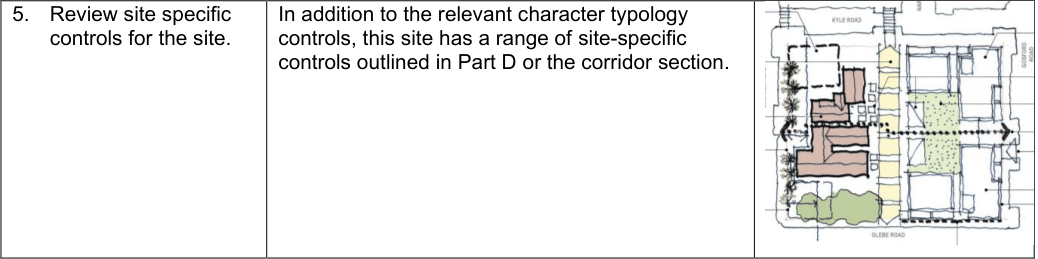 5. Review site specific
controls for the site.
In addition to the relevant character typology
controls, this site has a range of site-specific
controls outlined in Part D or the corridor section.
KYLE ROAD
ROAD
GLEBE ROAD